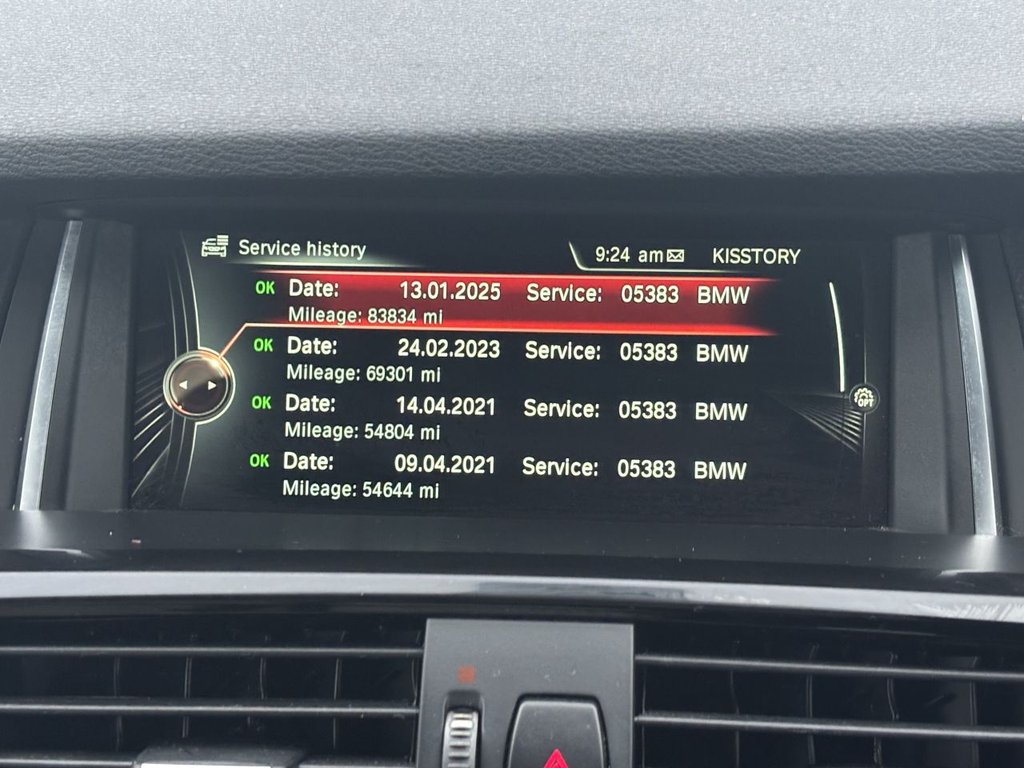 Service history 9:24 am KISSTORY
OK Date: 13.01.2025 Service: 05383 BMW
Mileage: 83834 mi
OK Date: 24.02.2023 Service: 05383 BMW
Mileage: 69301 mi
OK Date: 14.04.2021 Service: 05383 BMW
Mileage: 54804 mi
OPT
OK Date: 09.04.2021 Service: 05383 BMW
Mileage: 54644 mi